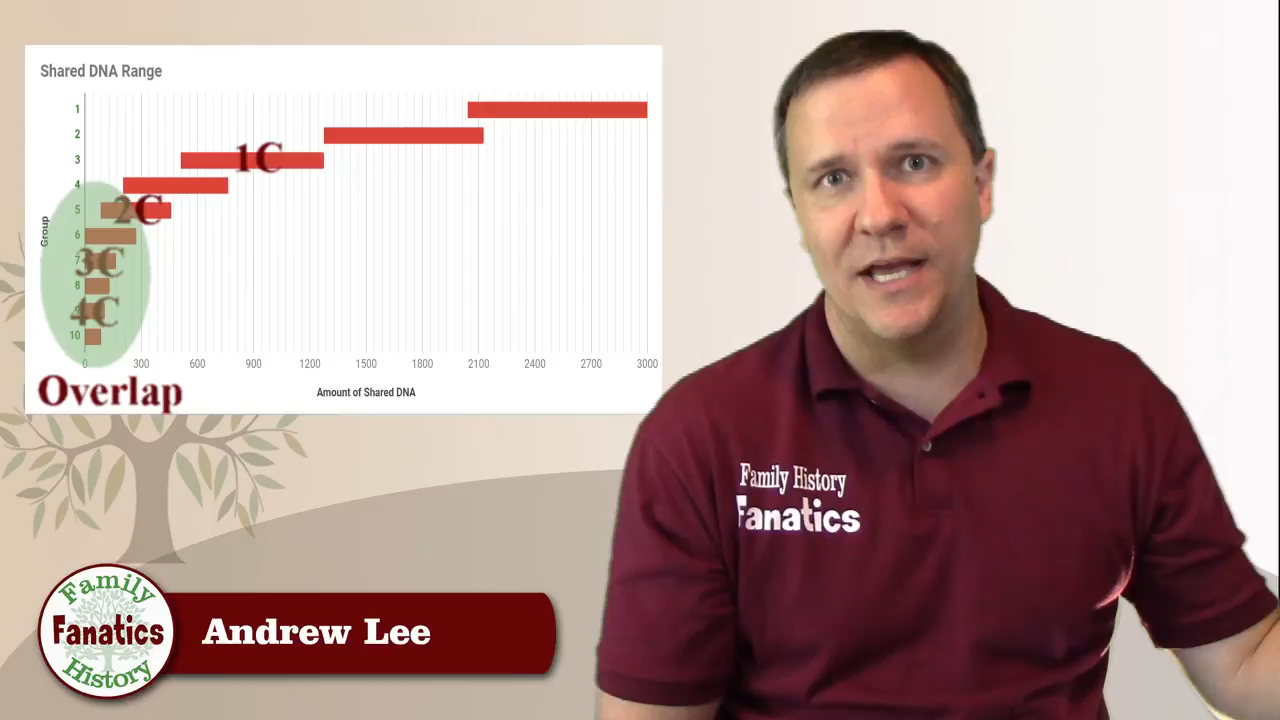 Shared DNA Range
Group
1
2
3
4
5
6
7
8
10
1C
2C
3C
4C
0 300 600 900 1200 1500 1800 2100 2400 2700 3000
Amount of Shared DNA
Overlap
Family History
Fanatics
Family
Fanatics
History
Andrew Lee